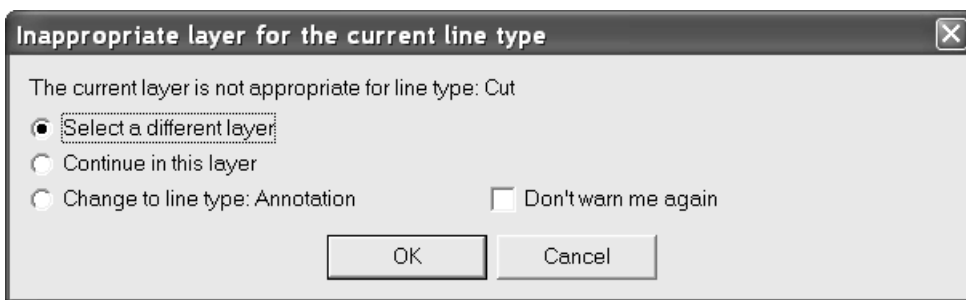 Inappropriate layer for the current line type
The current layer is not appropriate for line type: Cut
Select a different layer
Continue in this layer
Change to line type: Annotation Don't warn me again
OK Cancel